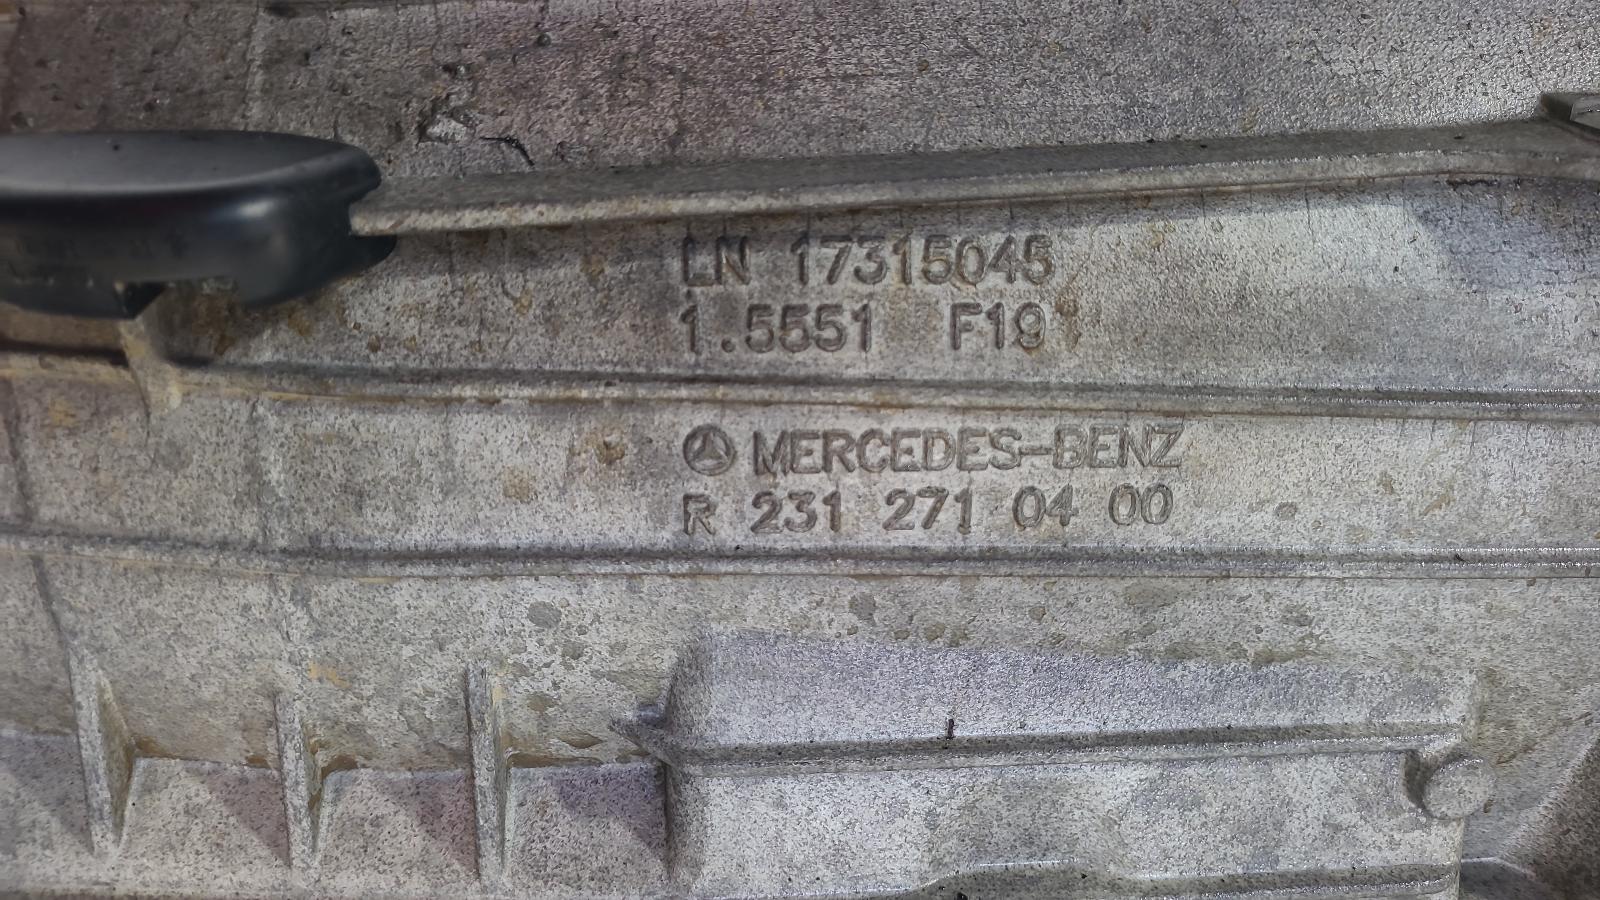 LN 17315045
1.5551 F19
MERCEDES-BENZ
R 231 271 04 00